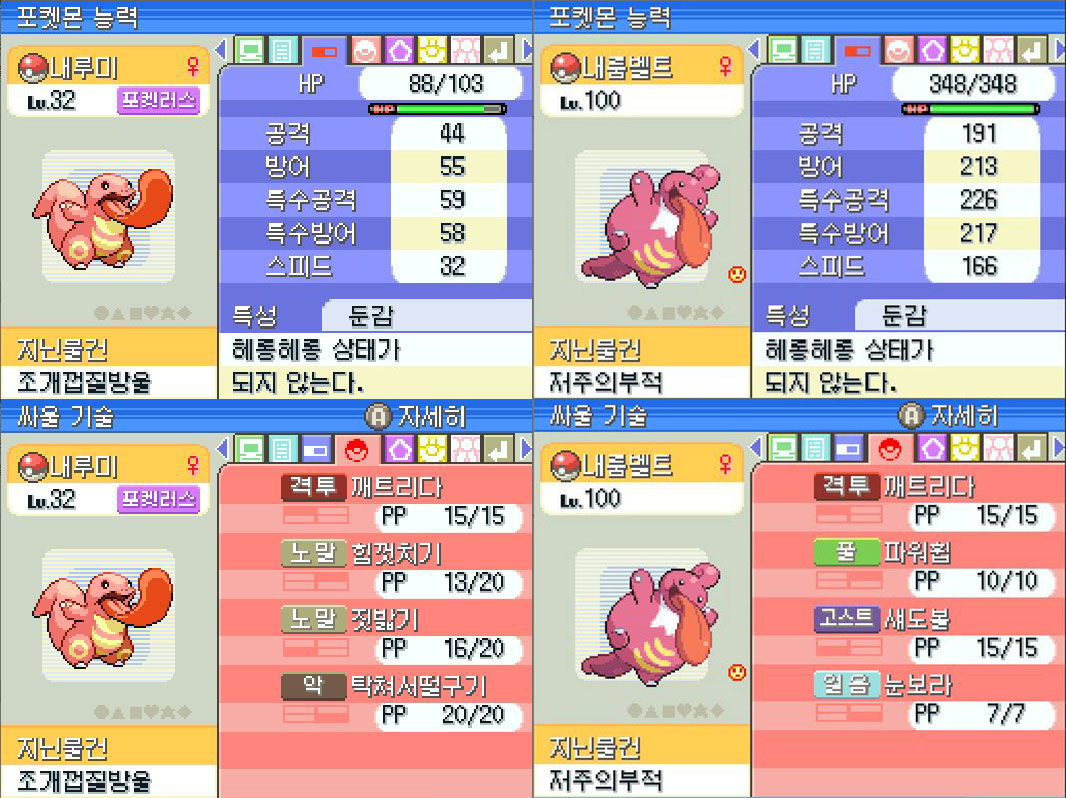 포켓몬 능력
내루미 ♀
Lv.32 포켓러스
HP 88/103
HP
공격 44
방어 55
특수공격 59
특수방어 58
스피드 32
특성 둔감
지닌물건
조개껍질방울
헤롱헤롱 상태가
되지 않는다.
포켓몬 능력
내룸벨트 ♀
Lv.100
HP 348/348
HP
공격 191
방어 213
특수공격 226
특수방어 217
스피드 166
특성 둔감
지닌물건
저주의부적
헤롱헤롱 상태가
되지 않는다.
싸울 기술 A 자세히
내루미 ♀
Lv.32 포켓러스
격투 깨트리다
PP 15/15
노말 힘껏치기
PP 13/20
노말 짓밟기
PP 16/20
악 탁쳐서떨구기
PP 20/20
지닌물건
조개껍질방울
싸울 기술 A 자세히
내룸벨트 ♀
Lv.100
격투 깨트리다
PP 15/15
풀 파워휩
PP 10/10
고스트 섀도볼
PP 15/15
얼음 눈보라
PP 7/7
지닌물건
저주의부적